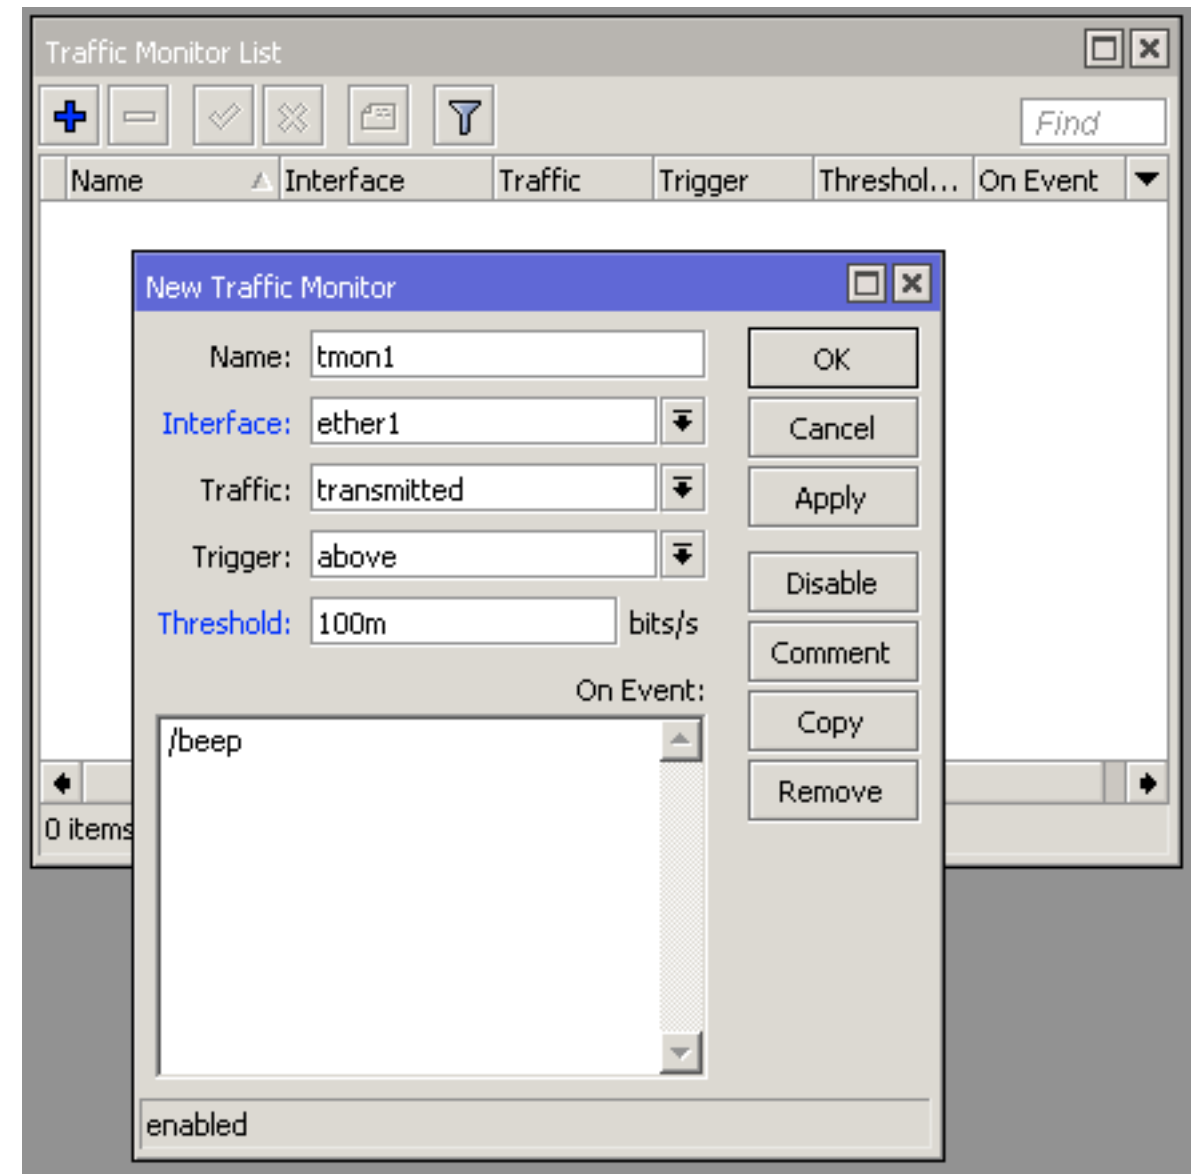 Traffic Monitor List
Find
Name Interface Traffic Trigger Threshol... On Event
New Traffic Monitor
Name: tmon1 OK
Interface: ether1 Cancel
Traffic: transmitted Apply
Trigger: above
Disable
Threshold: 100m bits/s
Comment
On Event:
Copy
/beep
Remove
0 items
enabled